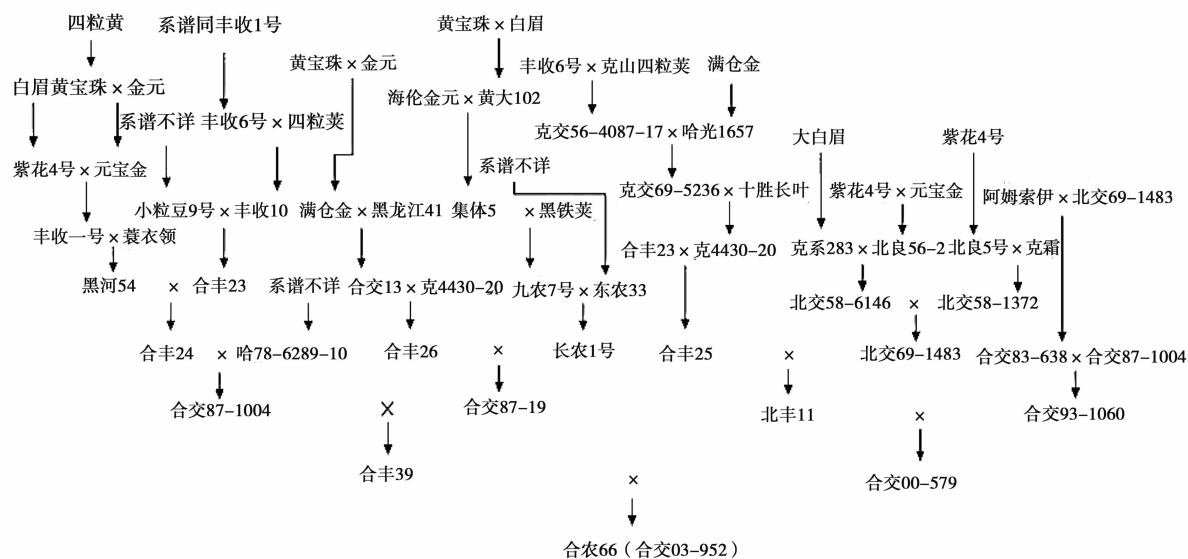 四粒黄 系谱同丰收1号 黄宝珠×白眉
黄宝珠×金元 丰收6号×克山四粒荚 满仓金
白眉黄宝珠×金元 海伦金元×黄大102
系谱不详 丰收6号×四粒荚 克交56-4087-17×哈光1657 大白眉 紫花4号
紫花4号×元宝金 系谱不详
克交69-5236×十胜长叶 紫花4号×元宝金 阿姆索伊×北交69-1483
小粒豆9号×丰收10 满仓金×黑龙江41 集体5 ×黑铁荚
丰收一号×蓑衣领 合丰23×克4430-20 克系283×北良56-2 北良5号×克霜
黑河54 × 合丰23 系谱不详 合交13×克4430-20 九农7号×东农33 北交58-6146 × 北交58-1372
合丰24 × 哈78-6289-10 合丰26 × 长农1号 合丰25 × 北交69-1483 合交83-638×合交87-1004
合交87-1004 × 合交87-19 北丰11 × 合交93-1060
合丰39 × 合交00-579
合农66（合交03-952）